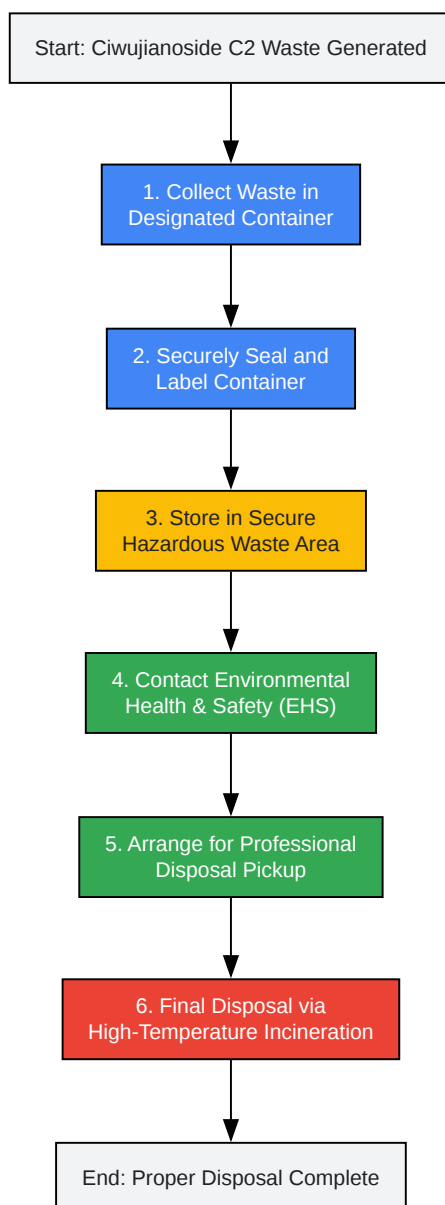 Start: Ciwujianoside C2 Waste Generated
1. Collect Waste in
Designated Container
2. Securely Seal and
Label Container
3. Store in Secure
Hazardous Waste Area
4. Contact Environmental
Health & Safety (EHS)
5. Arrange for Professional
Disposal Pickup
6. Final Disposal via
High-Temperature Incineration
End: Proper Disposal Complete